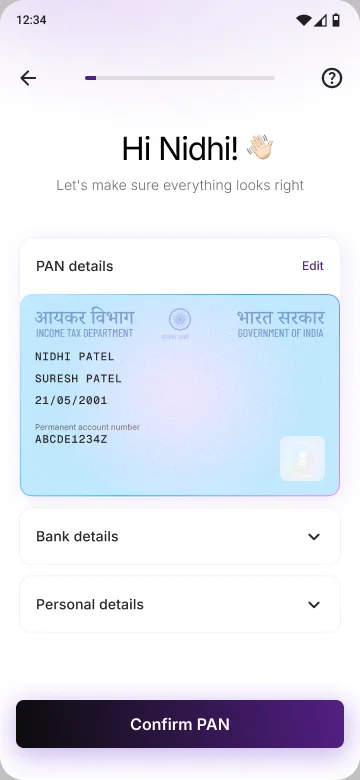 12:34
Hi Nidhi! 👋🏻
Let's make sure everything looks right
PAN details
Edit
आयकर विभाग
INCOME TAX DEPARTMENT
भारत सरकार
GOVERNMENT OF INDIA
NIDHI PATEL
SURESH PATEL
21/05/2001
Permanent account number
ABCDE1234Z
Bank details
Personal details
Confirm PAN